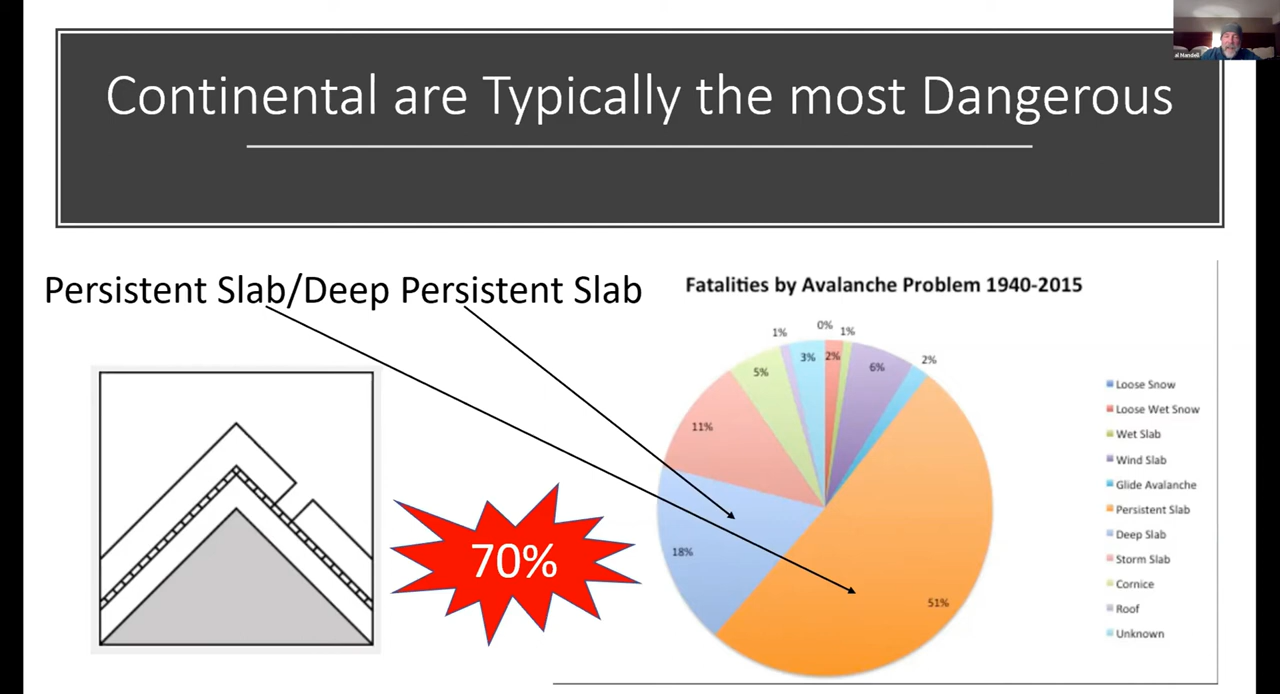 Continental are Typically the most Dangerous
al Nandell
Persistent Slab/Deep Persistent Slab
70%
Fatalities by Avalanche Problem 1940-2015
0%
1%
1%
3%
2%
6%
2%
5%
11%
18%
51%
Loose Snow
Loose Wet Snow
Wet Slab
Wind Slab
Glide Avalanche
Persistent Slab
Deep Slab
Storm Slab
Cornice
Roof
Unknown